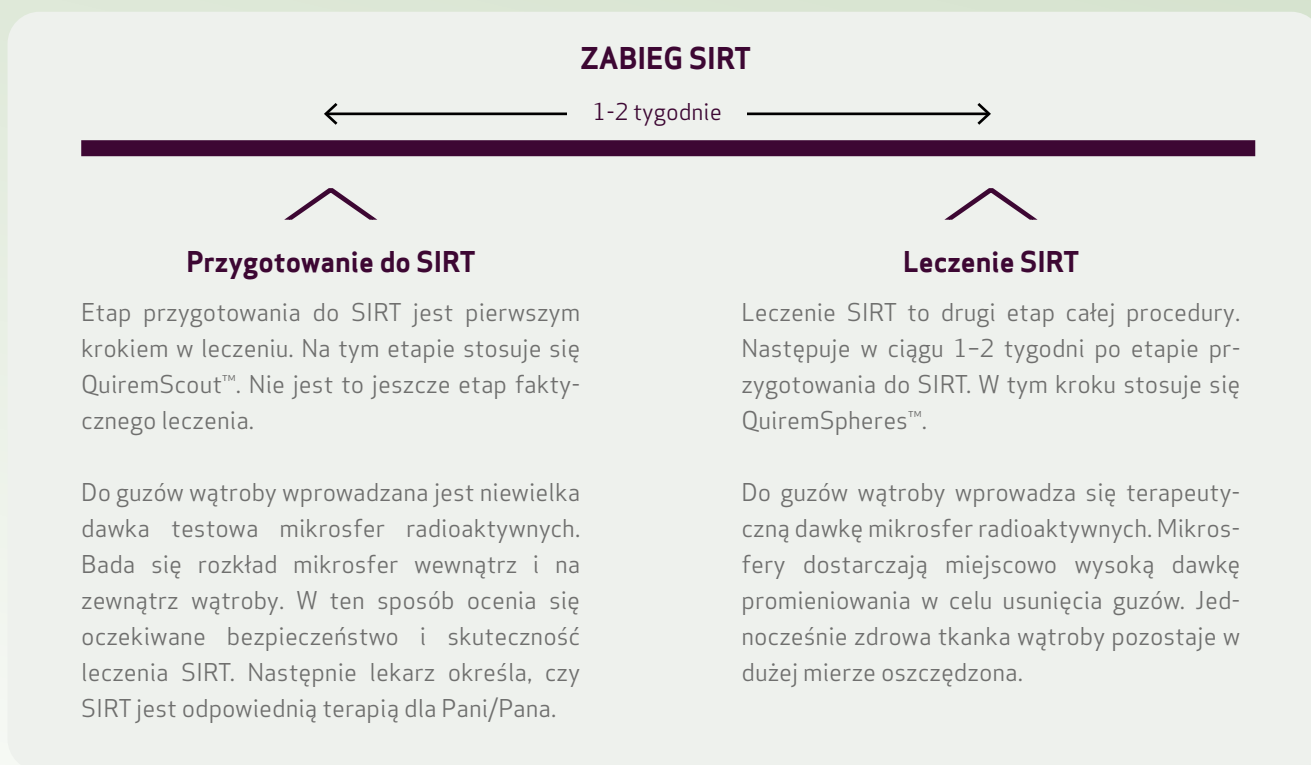 ZABIEG SIRT
1-2 tygodnie
Przygotowanie do SIRT
Etap przygotowania do SIRT jest pierwszym
krokiem w leczeniu. Na tym etapie stosuje się
QuiremScout™. Nie jest to jeszcze etap fakty-
cznego leczenia.
Do guzów wątroby wprowadzana jest niewielka
dawka testowa mikrosfer radioaktywnych.
Bada się rozkład mikrosfer wewnątrz i na
zewnątrz wątroby. W ten sposób ocenia się
oczekiwane bezpieczeństwo i skuteczność
leczenia SIRT. Następnie lekarz określa, czy
SIRT jest odpowiednią terapią dla Pani/Pana.
Leczenie SIRT
Leczenie SIRT to drugi etap całej procedury.
Następuje w ciągu 1–2 tygodni po etapie pr-
zygotowania do SIRT. W tym kroku stosuje się
QuiremSpheres™.
Do guzów wątroby wprowadza się terapeuty-
czną dawkę mikrosfer radioaktywnych. Mikros-
fery dostarczają miejscowo wysoką dawkę
promieniowania w celu usunięcia guzów. Jed-
nocześnie zdrowa tkanka wątroby pozostaje w
dużej mierze oszczędzona.